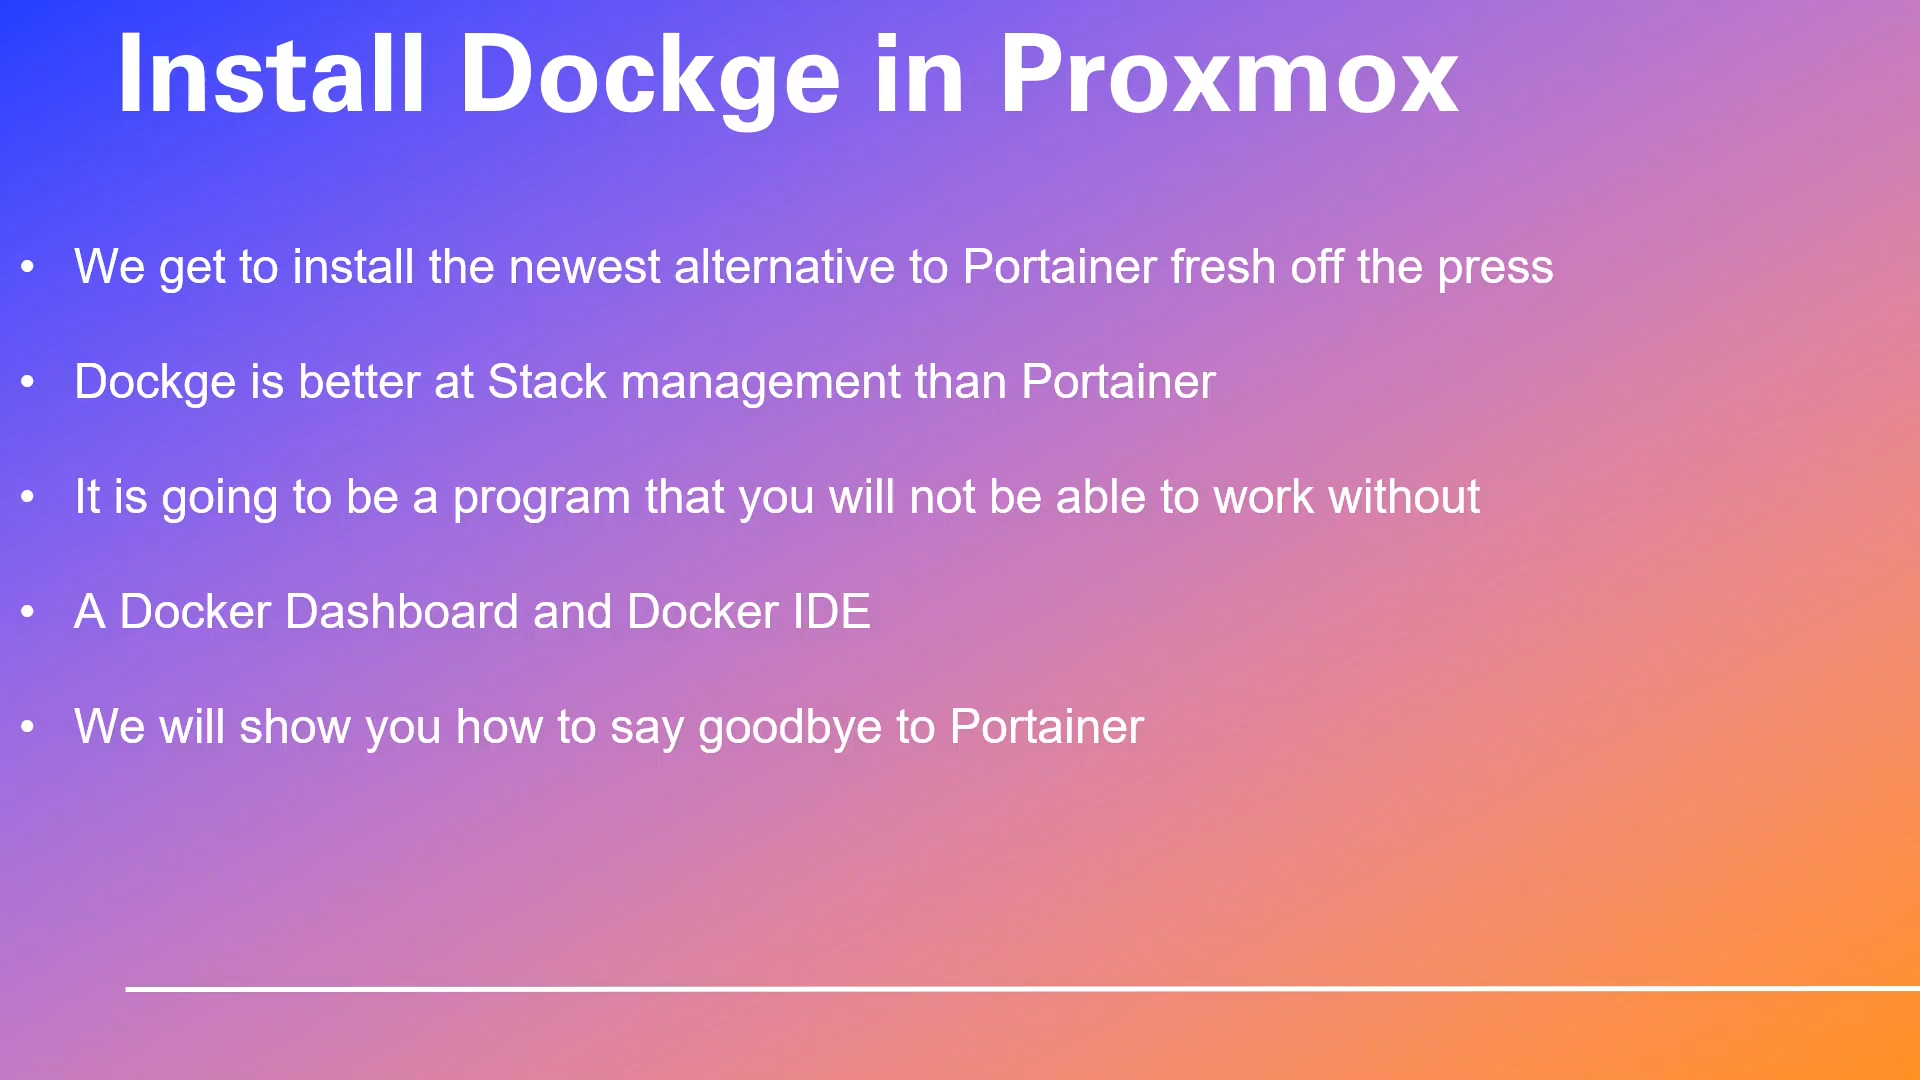 Install Dockge in Proxmox
• We get to install the newest alternative to Portainer fresh off the press
• Dockge is better at Stack management than Portainer
• It is going to be a program that you will not be able to work without
• A Docker Dashboard and Docker IDE
• We will show you how to say goodbye to Portainer